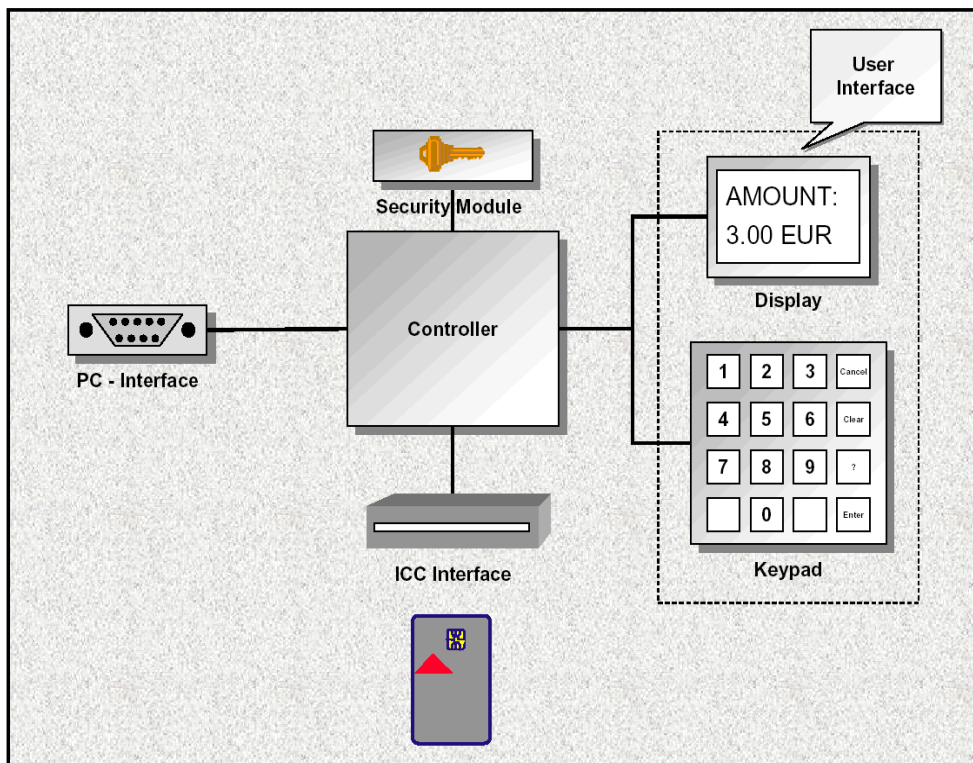 User
Interface
Security Module
AMOUNT:
3.00 EUR
Display
Controller
PC - Interface
1 2 3 Cancel
4 5 6 Clear
7 8 9 ?
0 Enter
Keypad
ICC Interface